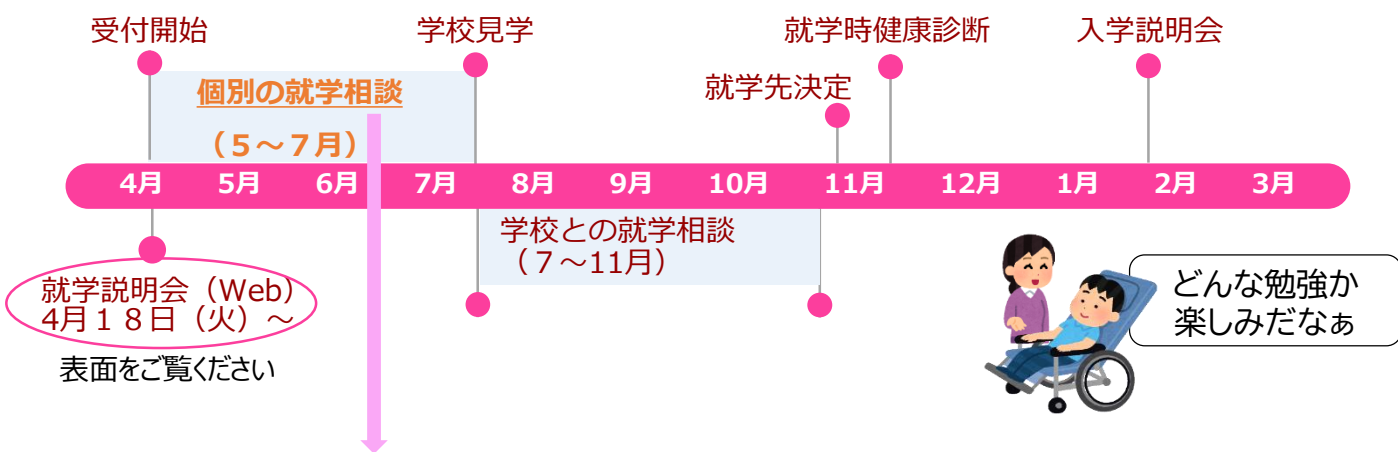 受付開始
学校見学
就学時健康診断
入学説明会
個別の就学相談
就学先決定
（５～７月）
4月 5月 6月 7月 8月 9月 10月 11月 12月 1月 2月 3月
学校との就学相談
（７～11月）
就学説明会（Web）
4月１８日（火）～
表面をご覧ください
どんな勉強か
楽しみだなぁ